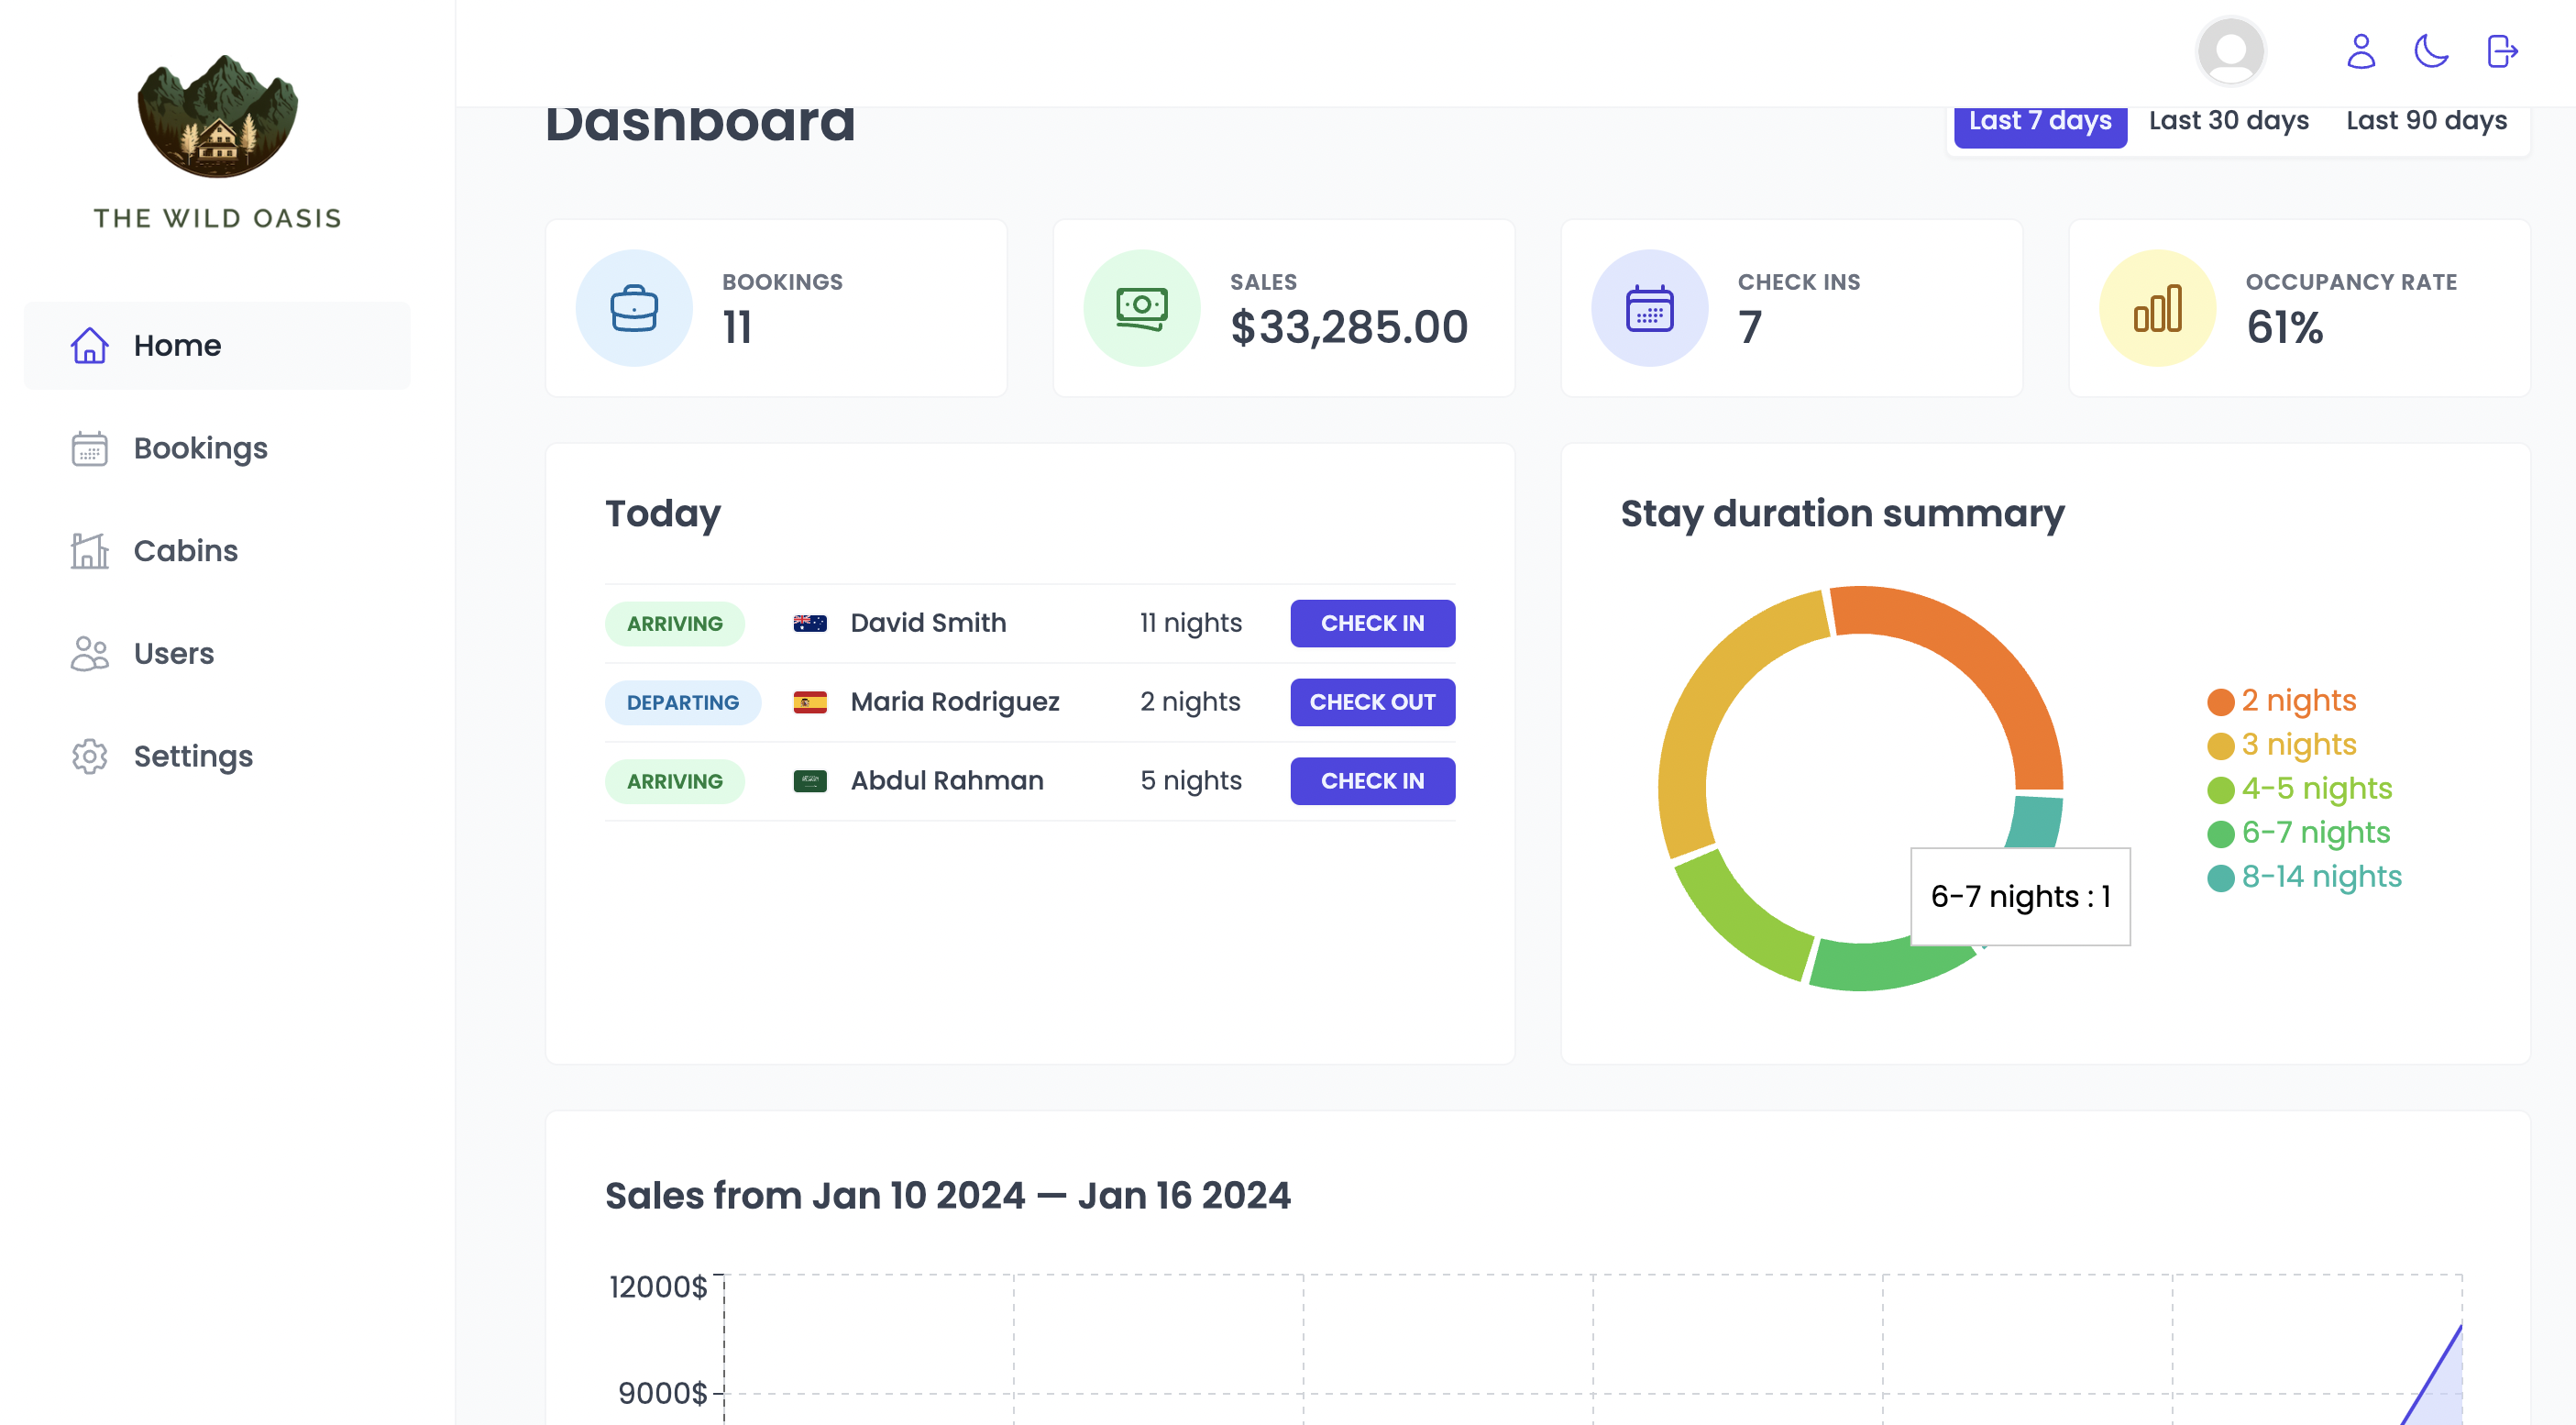 THE WILD OASIS
Home
Bookings
Cabins
Users
Settings
Dashboard
Last 7 days Last 30 days Last 90 days
BOOKINGS
11
SALES
$33,285.00
CHECK INS
7
OCCUPANCY RATE
61%
Today
ARRIVING David Smith 11 nights CHECK IN
DEPARTING Maria Rodriguez 2 nights CHECK OUT
ARRIVING Abdul Rahman 5 nights CHECK IN
Stay duration summary
2 nights
3 nights
4-5 nights
6-7 nights
8-14 nights
6-7 nights : 1
Sales from Jan 10 2024 — Jan 16 2024
12000$
9000$